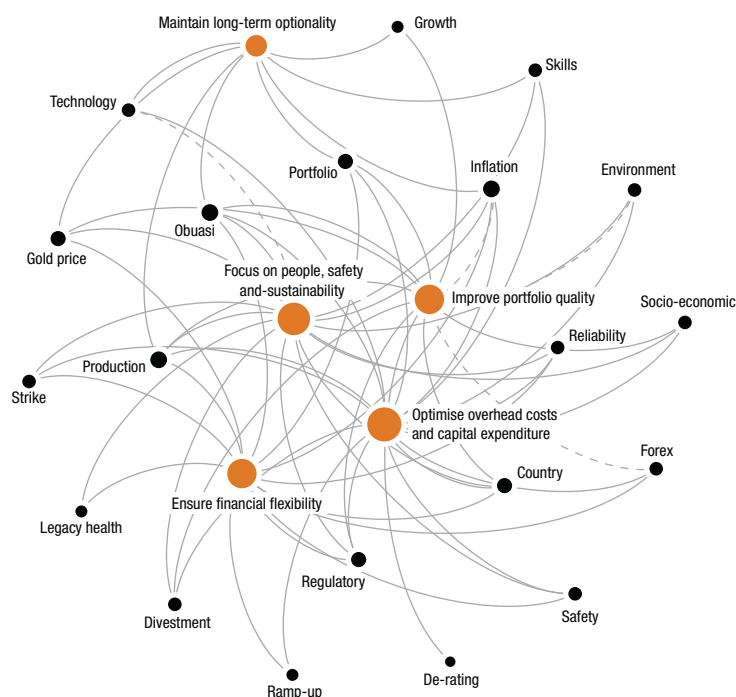 Maintain long-term optionality
Growth
Skills
Technology
Portfolio
Inflation
Environment
Obuasi
Gold price
Focus on people, safety
and-sustainability
Improve portfolio quality
Socio-economic
Reliability
Production
Strike
Optimise overhead costs
and capital expenditure
Forex
Country
Ensure financial flexibility
Legacy health
Regulatory
Divestment
Safety
De-rating
Ramp-up